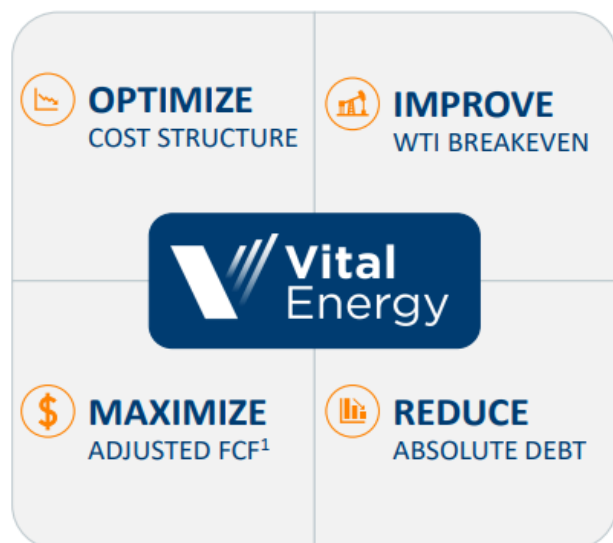 OPTIMIZE
COST STRUCTURE
IMPROVE
WTI BREAKEVEN
Vital
Energy
MAXIMIZE
ADJUSTED FCF¹
REDUCE
ABSOLUTE DEBT